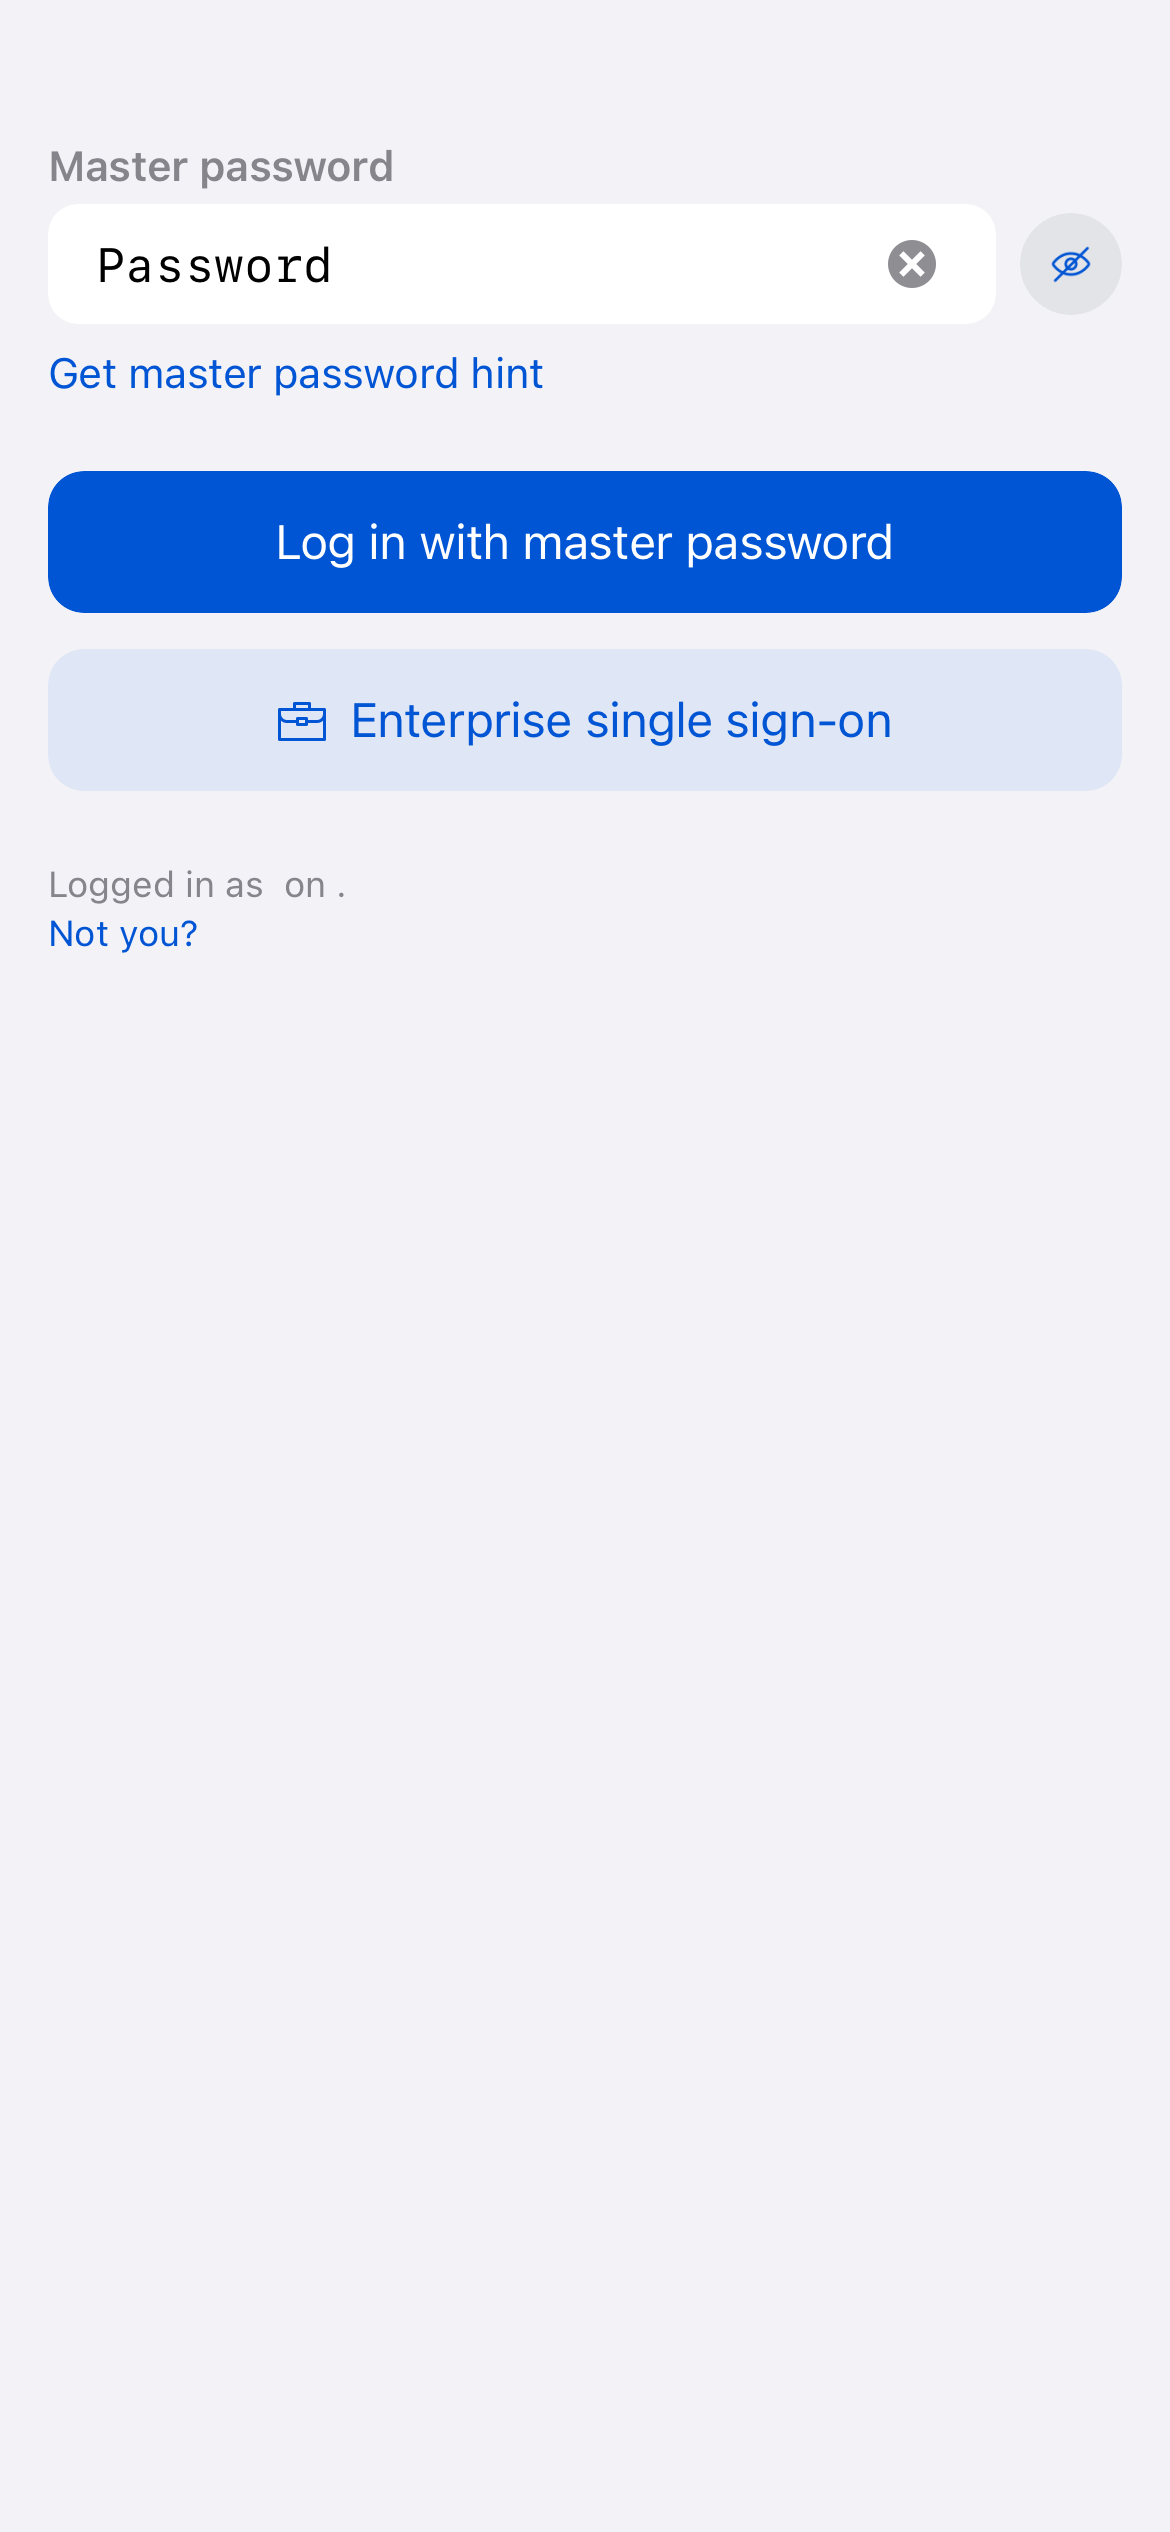 Master password
Password
Get master password hint
Log in with master password
Enterprise single sign-on
Logged in as  on .
Not you?